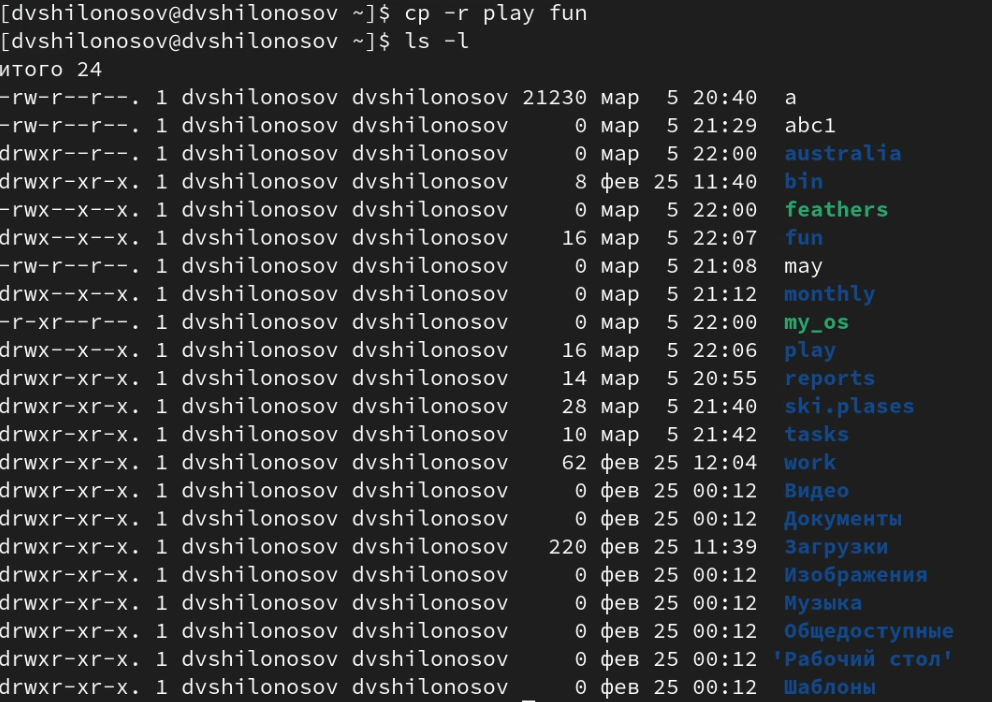 [dvshilonosov@dvshilonosov ~]$ cp -r play fun
[dvshilonosov@dvshilonosov ~]$ ls -l
итого 24
-rw-r--r--. 1 dvshilonosov dvshilonosov 21230 мар  5 20:40  a
-rw-r--r--. 1 dvshilonosov dvshilonosov     0 мар  5 21:29  abc1
drwxr--r--. 1 dvshilonosov dvshilonosov     0 мар  5 22:00  australia
drwxr-xr-x. 1 dvshilonosov dvshilonosov     8 фев 25 11:40  bin
-rwx--x--x. 1 dvshilonosov dvshilonosov     0 мар  5 22:00  feathers
drwx--x--x. 1 dvshilonosov dvshilonosov    16 мар  5 22:07  fun
-rw-r--r--. 1 dvshilonosov dvshilonosov     0 мар  5 21:08  may
drwx--x--x. 1 dvshilonosov dvshilonosov     0 мар  5 21:12  monthly
-r-xr--r--. 1 dvshilonosov dvshilonosov     0 мар  5 22:00  my_os
drwx--x--x. 1 dvshilonosov dvshilonosov    16 мар  5 22:06  play
drwxr-xr-x. 1 dvshilonosov dvshilonosov    14 мар  5 20:55  reports
drwxr-xr-x. 1 dvshilonosov dvshilonosov    28 мар  5 21:40  ski.plases
drwxr-xr-x. 1 dvshilonosov dvshilonosov    10 мар  5 21:42  tasks
drwxr-xr-x. 1 dvshilonosov dvshilonosov    62 фев 25 12:04  work
drwxr-xr-x. 1 dvshilonosov dvshilonosov     0 фев 25 00:12  Видео
drwxr-xr-x. 1 dvshilonosov dvshilonosov     0 фев 25 00:12  Документы
drwxr-xr-x. 1 dvshilonosov dvshilonosov   220 фев 25 11:39  Загрузки
drwxr-xr-x. 1 dvshilonosov dvshilonosov     0 фев 25 00:12  Изображения
drwxr-xr-x. 1 dvshilonosov dvshilonosov     0 фев 25 00:12  Музыка
drwxr-xr-x. 1 dvshilonosov dvshilonosov     0 фев 25 00:12  Общедоступные
drwxr-xr-x. 1 dvshilonosov dvshilonosov     0 фев 25 00:12 'Рабочий стол'
drwxr-xr-x. 1 dvshilonosov dvshilonosov     0 фев 25 00:12  Шаблоны